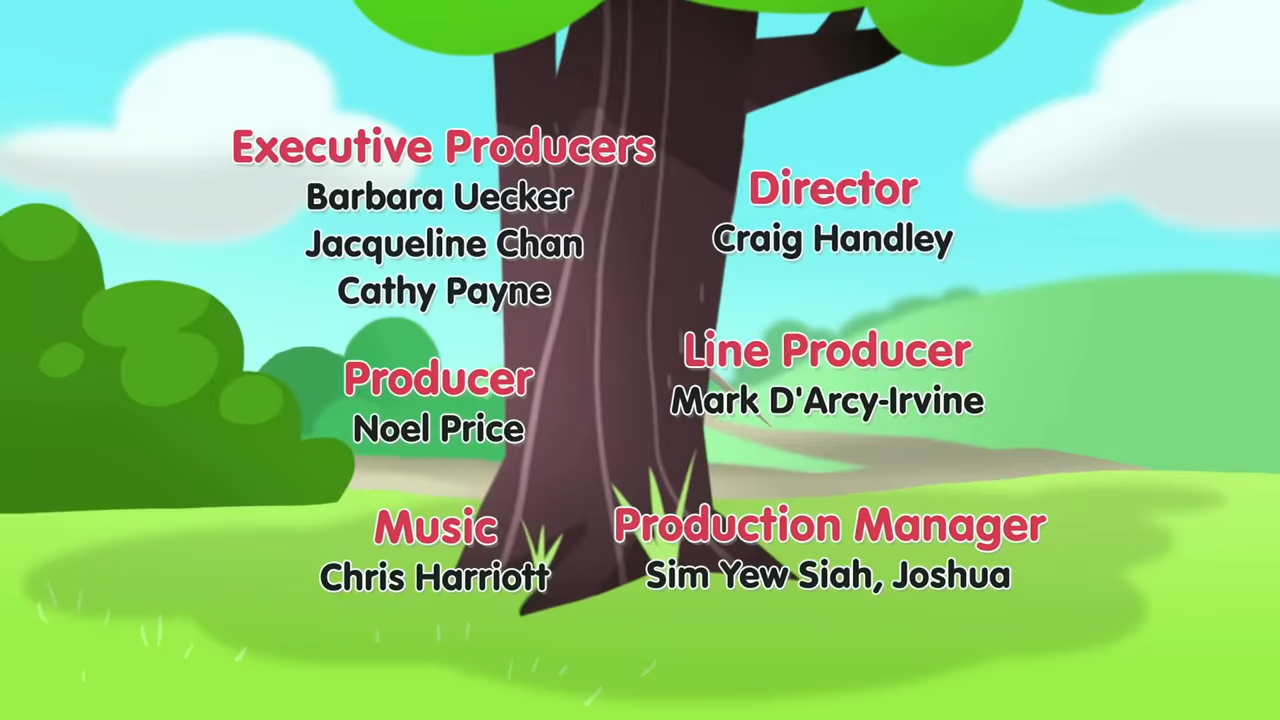 Executive Producers
Barbara Uecker
Jacqueline Chan
Cathy Payne
Producer
Noel Price
Music
Chris Harriott
Director
Craig Handley
Line Producer
Mark D'Arcy-Irvine
Production Manager
Sim Yew Siah, Joshua